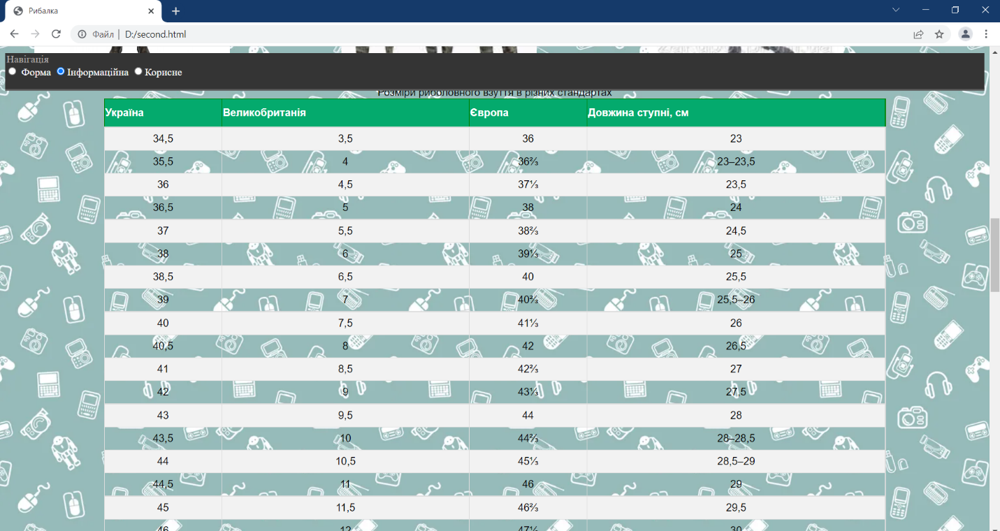 Рибалка
Файл | D:/second.html
Навігація
Форма Інформаційна Корисне
Розміри риболовного взуття в різних стандартах
Україна Великобританія Європа Довжина ступні, см
34,5 3,5 36 23
35,5 4 36⅔ 23–23,5
36 4,5 37⅓ 23,5
36,5 5 38 24
37 5,5 38⅔ 24,5
38 6 39⅓ 25
38,5 6,5 40 25,5
39 7 40⅔ 25,5–26
40 7,5 41⅓ 26
40,5 8 42 26,5
41 8,5 42⅔ 27
42 9 43⅓ 27,5
43 9,5 44 28
43,5 10 44⅔ 28–28,5
44 10,5 45⅓ 28,5–29
44,5 11 46 29
45 11,5 46⅔ 29,5
46 12 47⅓ 30